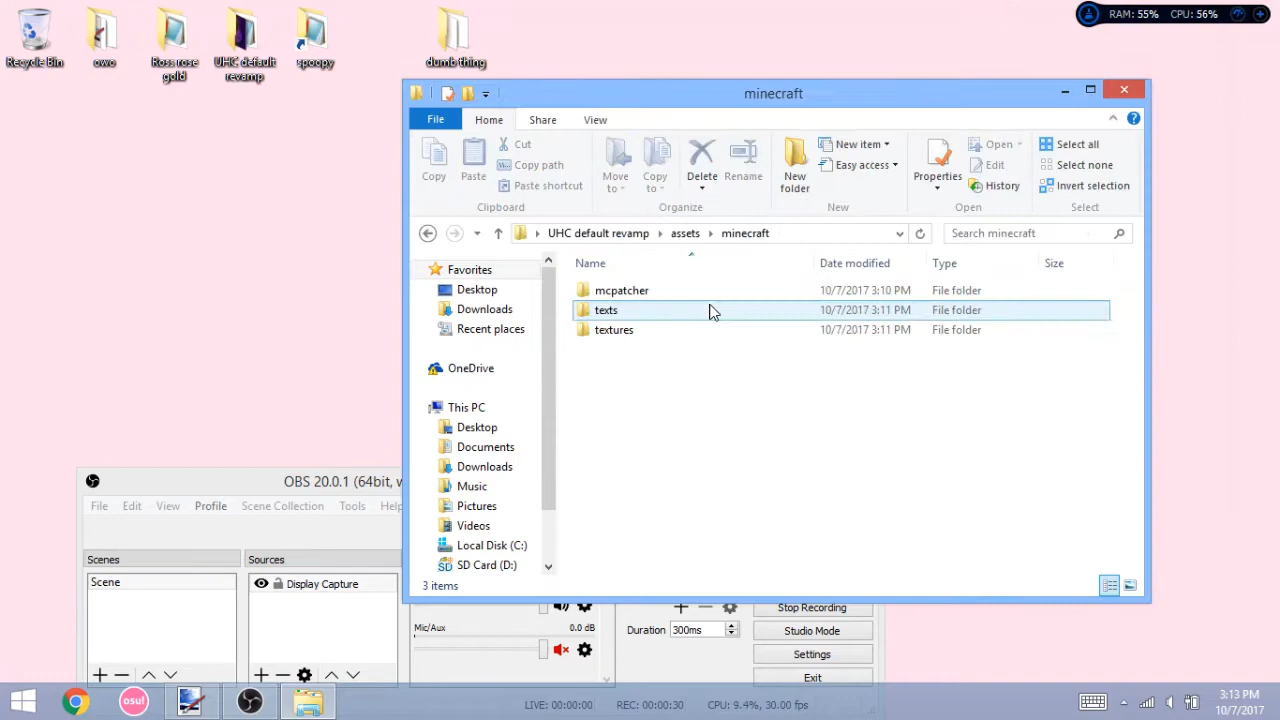 RAM: 55% CPU: 56%
Recycle Bin
owo
Ross rose
gold
UHC default
revamp
spoopy
dumb thing
minecraft
File
Home
Share
View
Copy
Paste
Cut
Copy path
Paste shortcut
Clipboard
Move
to
Copy
to
Delete
Rename
Organize
New
folder
New item
Easy access
New
Properties
Open
Edit
History
Open
Select all
Select none
Invert selection
Select
UHC default revamp
assets
minecraft
Search minecraft
Name
Date modified
Type
Size
mcpatcher 10/7/2017 3:10 PM File folder
texts 10/7/2017 3:11 PM File folder
textures 10/7/2017 3:11 PM File folder
Favorites
Desktop
Downloads
Recent places
OneDrive
This PC
Desktop
Documents
Downloads
Music
Pictures
Videos
Local Disk (C:)
SD Card (D:)
3 items
OBS 20.0.1 (64bit, w
File Edit View Profile Scene Collection Tools Help
Scenes
Sources
Scene
Display Capture
Mic/Aux
0.0 dB
Duration 300ms
Stop Recording
Studio Mode
Settings
Exit
osu!
LIVE: 00:00:00
REC: 00:00:30
CPU: 9.4%, 30.00 fps
3:13 PM
10/7/2017